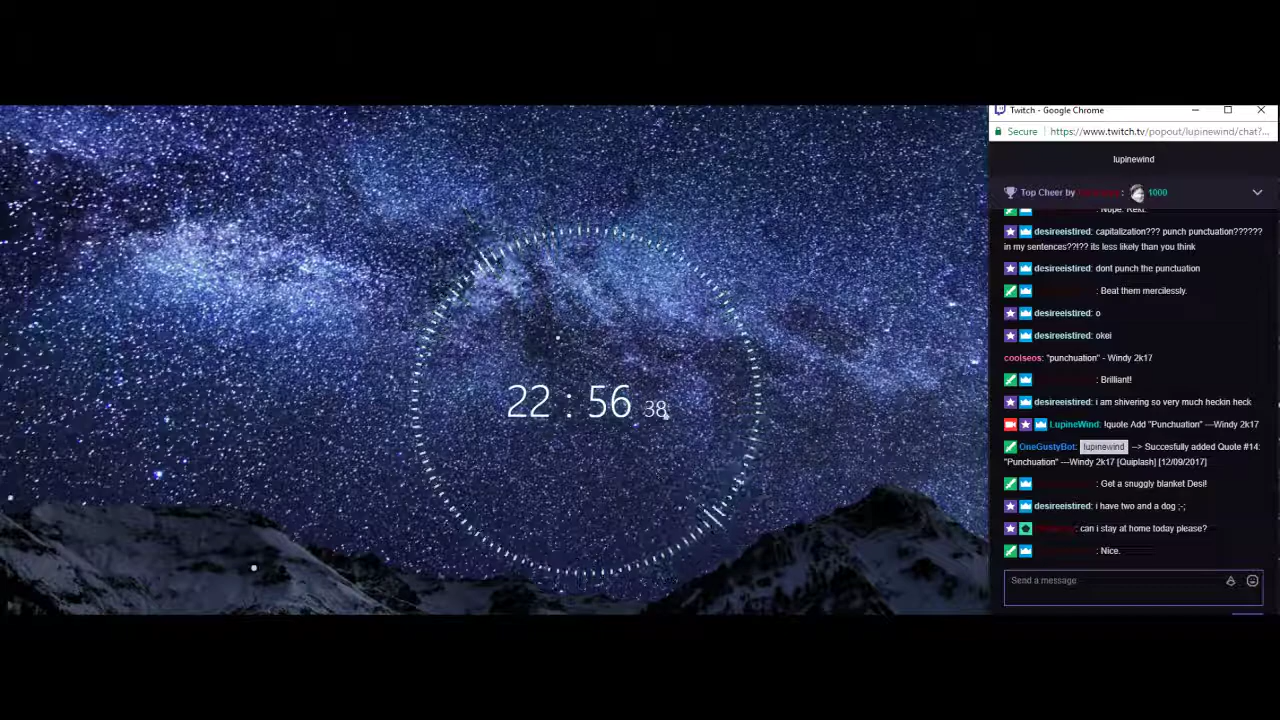 Twitch - Google Chrome
Secure | https://www.twitch.tv/popout/lupinewind/chat?...
lupinewind
Top Cheer by : 1000
: Nope. Rekt.
desireeistired: capitalization??? punch punctuation??????
in my sentences??!?? its less likely than you think
desireeistired: dont punch the punctuation
: Beat them mercilessly.
desireeistired: o
desireeistired: okei
coolseos: "punchuation" - Windy 2k17
: Brilliant!
desireeistired: i am shivering so very much heckin heck
LupineWind: !quote Add "Punchuation" ---Windy 2k17
OneGustyBot: lupinewind --> Succesfully added Quote #14:
"Punchuation" ---Windy 2k17 [Quiplash] [12/09/2017]
: Get a snuggly blanket Desi!
desireeistired: i have two and a dog ;-;
: can i stay at home today please?
: Nice.
Send a message
22 : 56 38